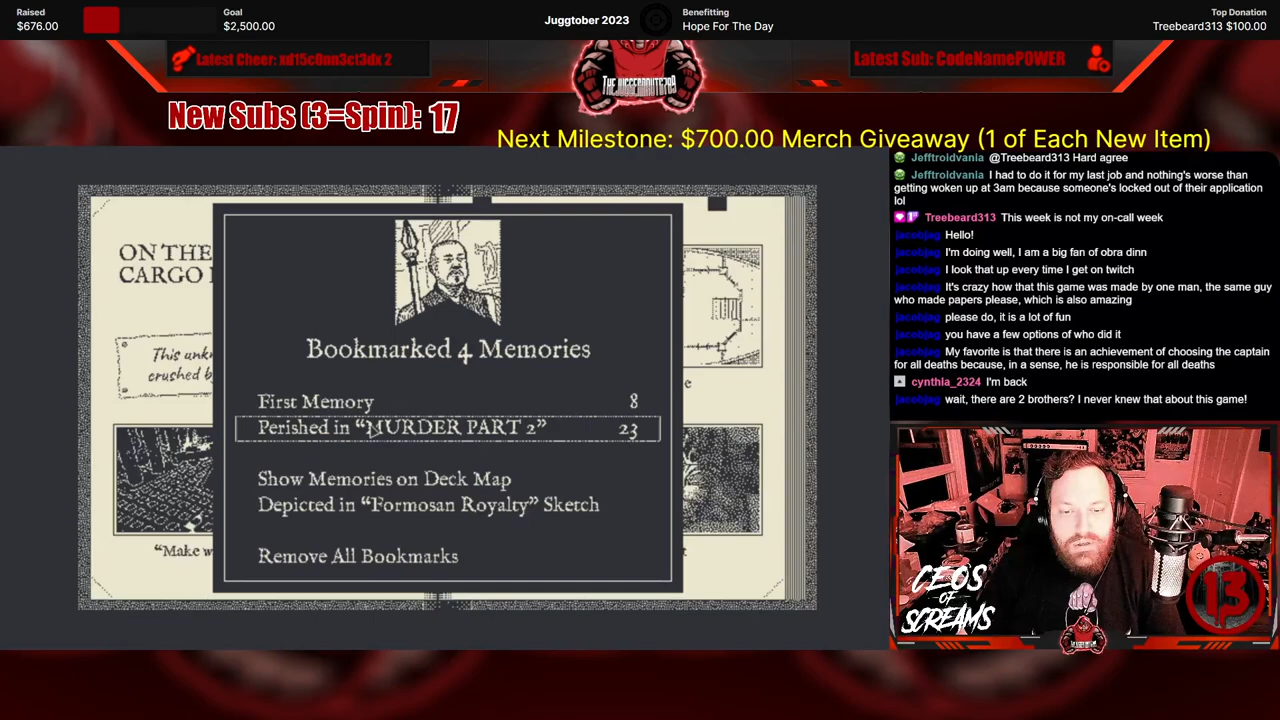 Raised
$676.00
Goal
$2,500.00
Juggtober 2023
Benefitting
Hope For The Day
Top Donation
Treebeard313 $100.00
Latest Cheer: xd15c0nn3ct3dx 2
THEJUGGERNAUT6789
Latest Sub: CodeNamePOWER
New Subs (3=Spin): 17
Next Milestone: $700.00 Merch Giveaway (1 of Each New Item)
ON THE
CARGO
This unk
crushed b
"Make w
Bookmarked 4 Memories
First Memory 8
Perished in "MURDER PART 2" 23
Show Memories on Deck Map
Depicted in "Formosan Royalty" Sketch
Remove All Bookmarks
e
t
Jefftroldvania @Treebeard313 Hard agree
Jefftroldvania I had to do it for my last job and nothing's worse than
getting woken up at 3am because someone's locked out of their application
lol
Treebeard313 This week is not my on-call week
jacobjag Hello!
jacobjag I'm doing well, I am a big fan of obra dinn
jacobjag I look that up every time I get on twitch
jacobjag It's crazy how that this game was made by one man, the same guy
who made papers please, which is also amazing
jacobjag please do, it is a lot of fun
jacobjag you have a few options of who did it
jacobjag My favorite is that there is an achievement of choosing the captain
for all deaths because, in a sense, he is responsible for all deaths
cynthia_2324 I'm back
jacobjag wait, there are 2 brothers? I never knew that about this game!
CEOS
OF
SCREAMS
13